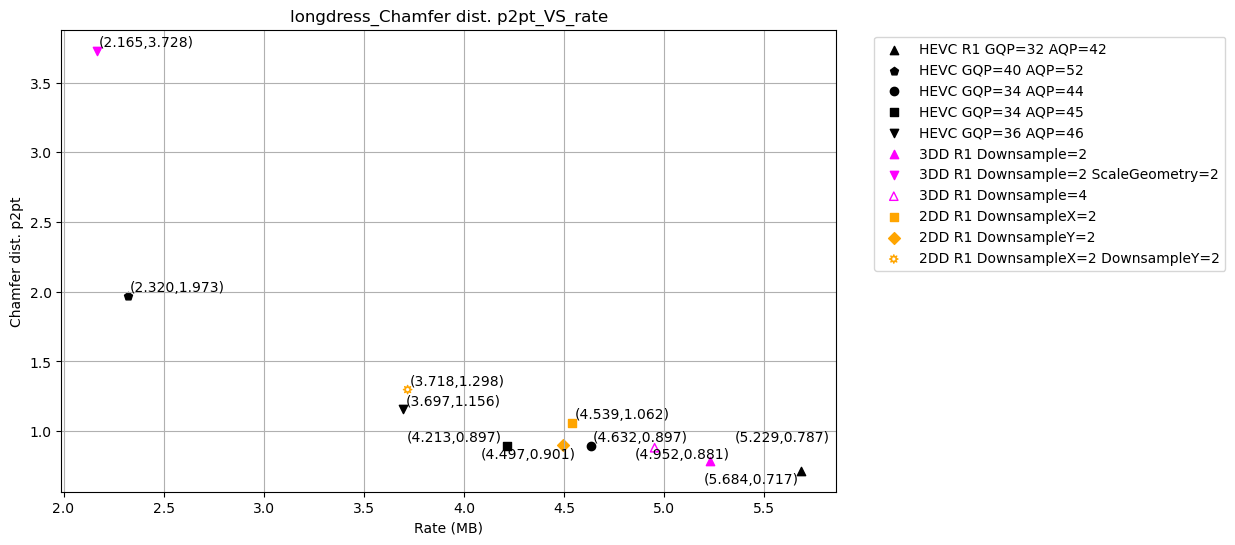 longdress_Chamfer dist. p2pt_VS_rate
(2.165,3.728)
(2.320,1.973)
(3.718,1.298)
(3.697,1.156)
(4.539,1.062)
(4.213,0.897)
(4.632,0.897)
(5.229,0.787)
(4.497,0.901)
(4.952,0.881)
(5.684,0.717)
3.5
3.0
2.5
2.0
1.5
1.0
Chamfer dist. p2pt
2.0 2.5 3.0 3.5 4.0 4.5 5.0 5.5
Rate (MB)
HEVC R1 GQP=32 AQP=42
HEVC GQP=40 AQP=52
HEVC GQP=34 AQP=44
HEVC GQP=34 AQP=45
HEVC GQP=36 AQP=46
3DD R1 Downsample=2
3DD R1 Downsample=2 ScaleGeometry=2
3DD R1 Downsample=4
2DD R1 DownsampleX=2
2DD R1 DownsampleY=2
2DD R1 DownsampleX=2 DownsampleY=2